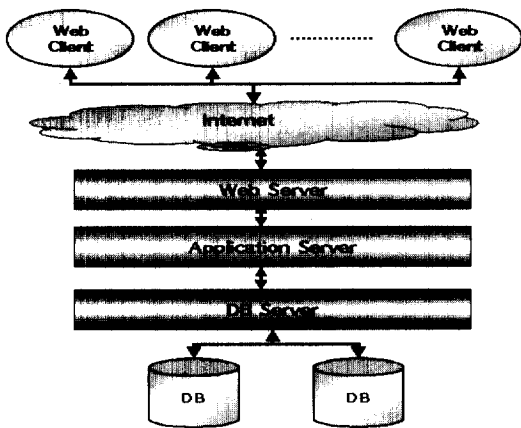 Web
Client
Web
Client
Web
Client
Internet
Web Server
Application Server
DB Server
DB
DB